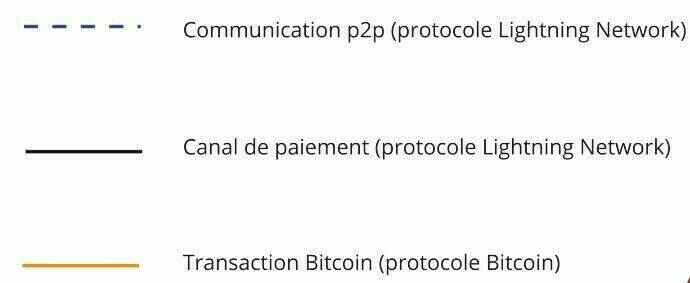 Communication p2p (protocole Lightning Network)
Canal de paiement (protocole Lightning Network)
Transaction Bitcoin (protocole Bitcoin)